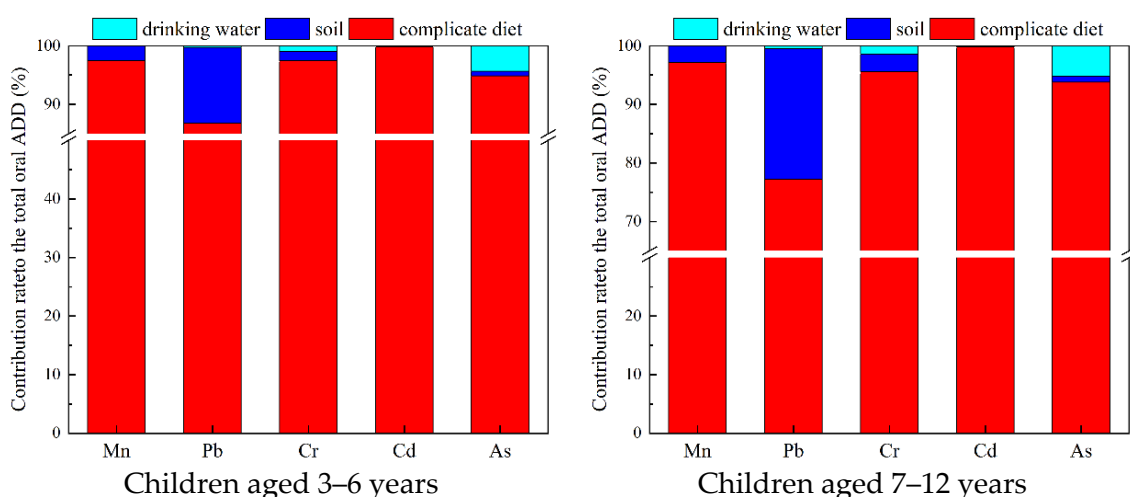 drinking water soil complicate diet
Contribution rateto the total oral ADD (%)
100
90
40
30
20
10
0
Mn Pb Cr Cd As
Children aged 3–6 years
drinking water soil complicate diet
Contribution rateto the total oral ADD (%)
100
90
80
70
20
10
0
Mn Pb Cr Cd As
Children aged 7–12 years